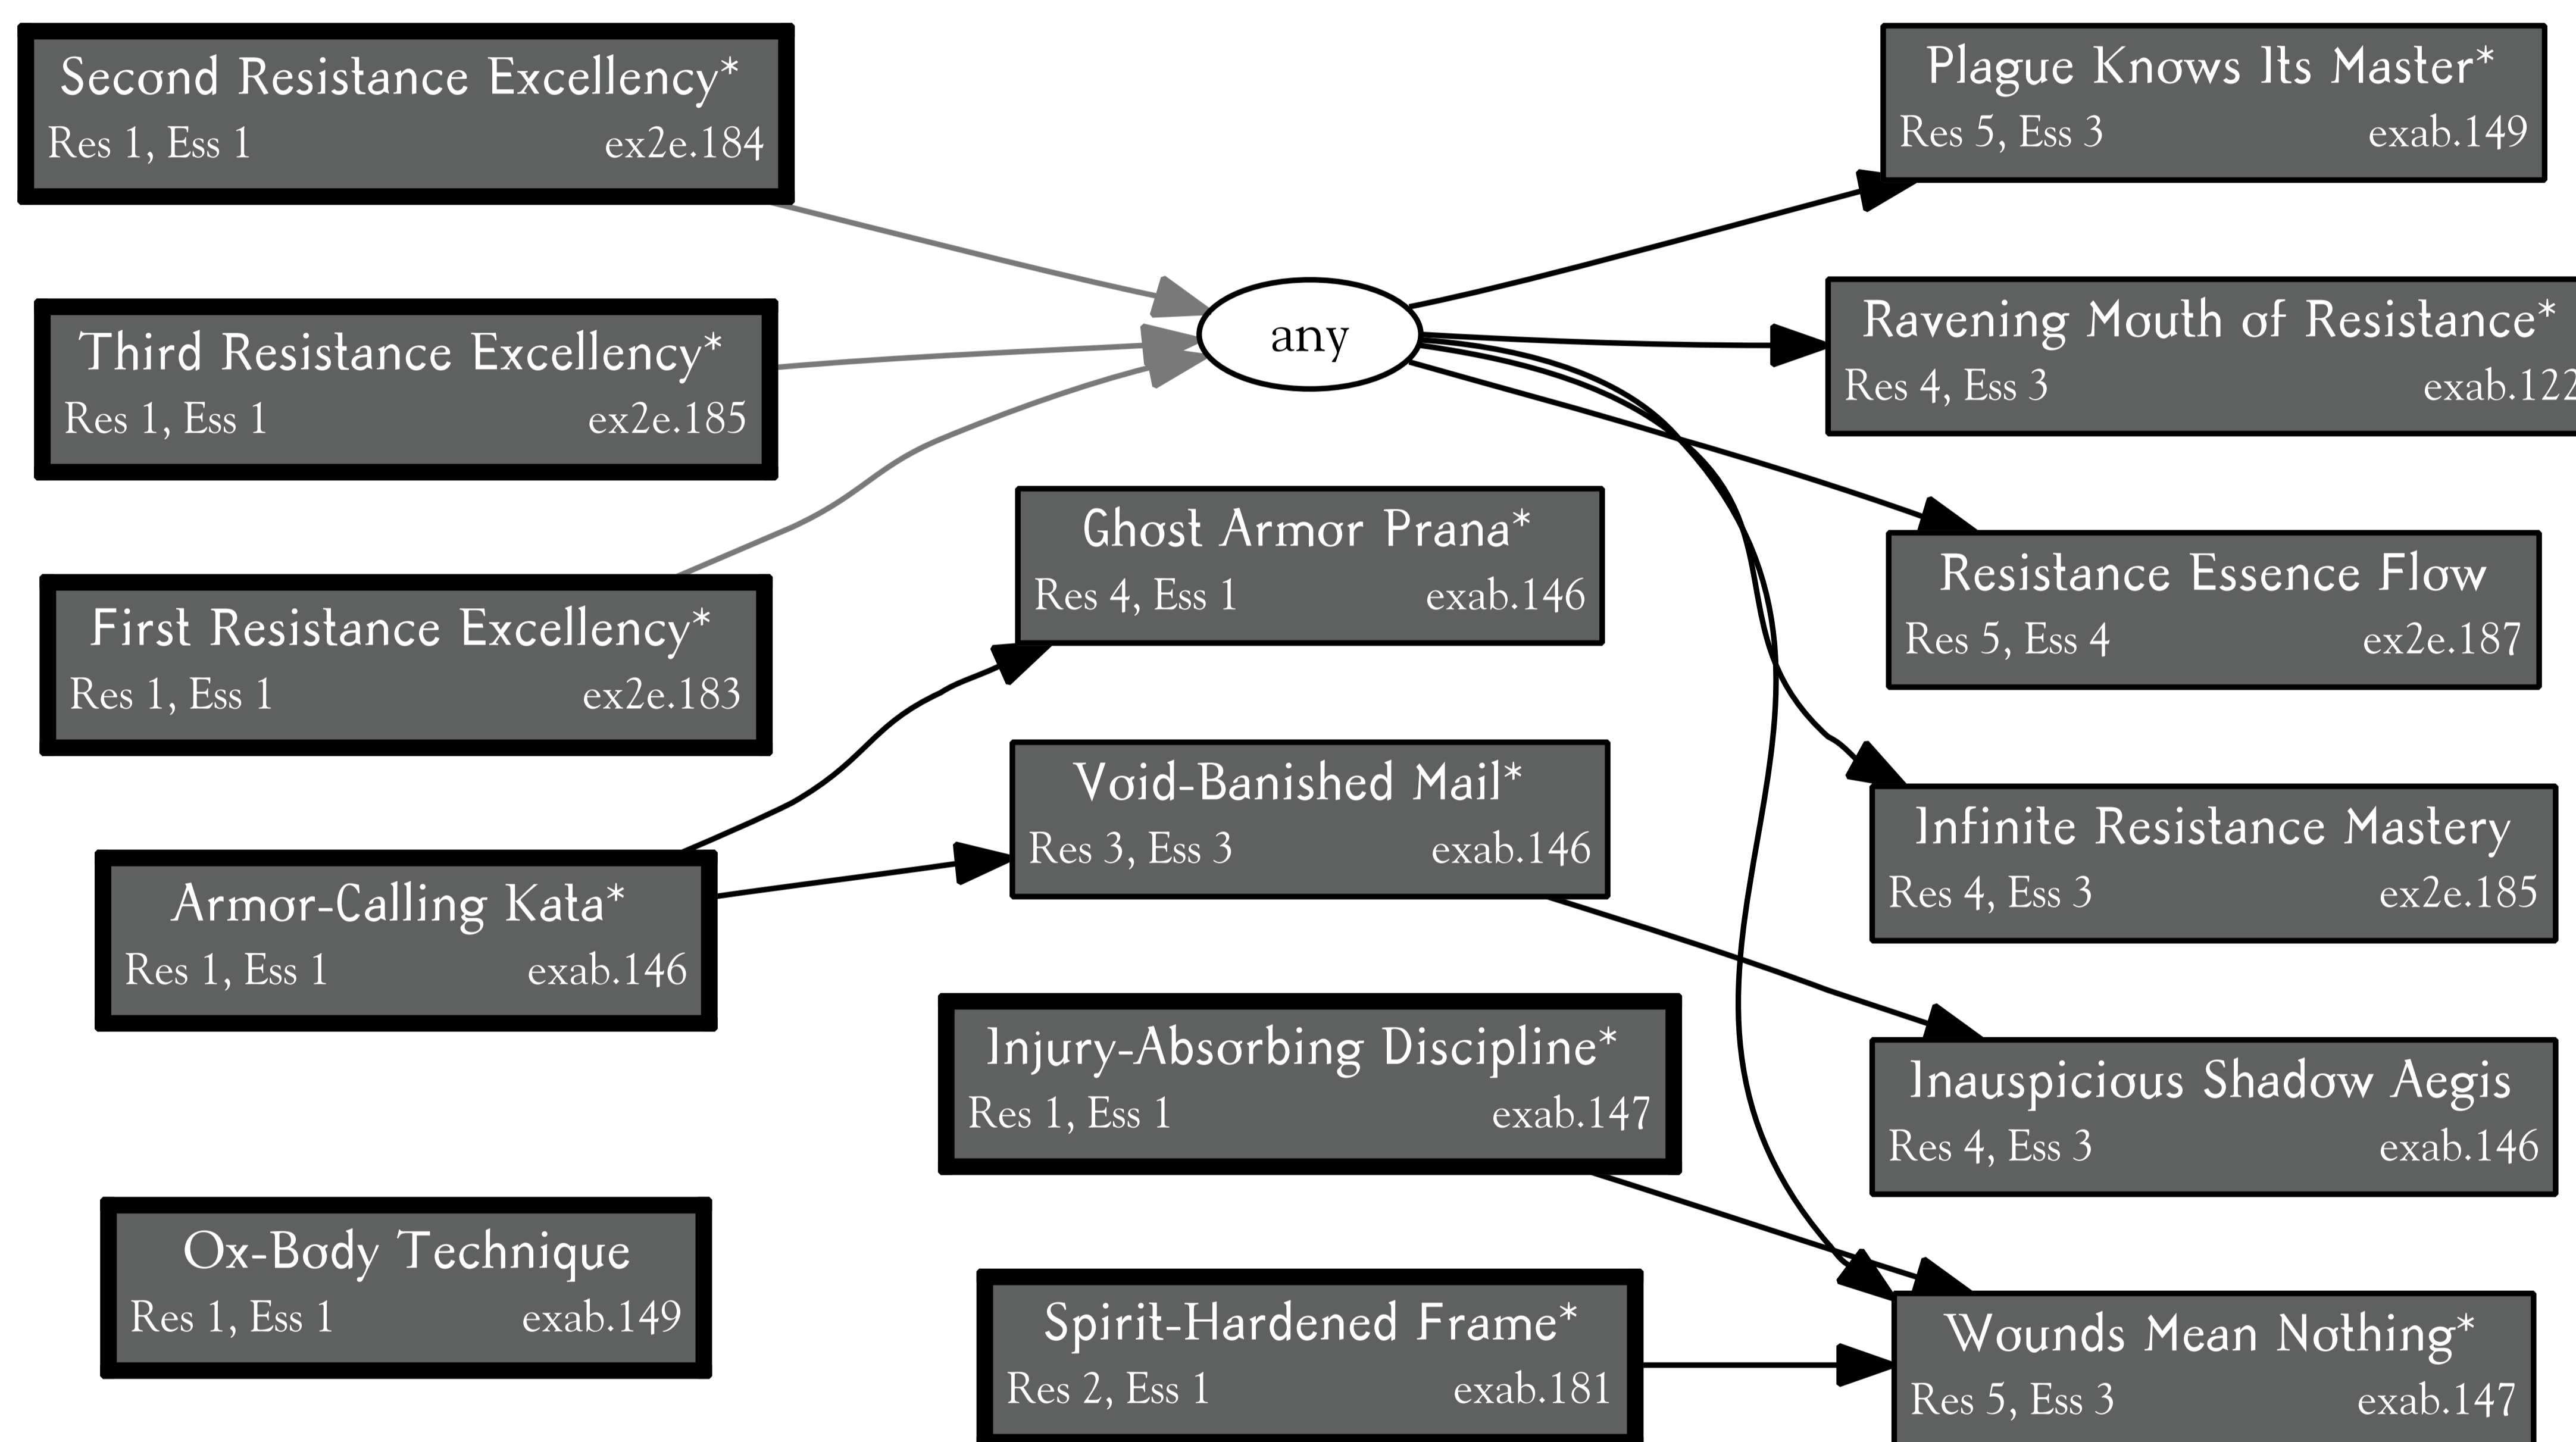 Second Resistance Excellency*
Res 1, Ess 1 ex2e.184
Third Resistance Excellency*
Res 1, Ess 1 ex2e.185
First Resistance Excellency*
Res 1, Ess 1 ex2e.183
Armor-Calling Kata*
Res 1, Ess 1 exab.146
Ox-Body Technique
Res 1, Ess 1 exab.149
any
Ghost Armor Prana*
Res 4, Ess 1 exab.146
Void-Banished Mail*
Res 3, Ess 3 exab.146
Injury-Absorbing Discipline*
Res 1, Ess 1 exab.147
Spirit-Hardened Frame*
Res 2, Ess 1 exab.181
Plague Knows Its Master*
Res 5, Ess 3 exab.149
Ravening Mouth of Resistance*
Res 4, Ess 3 exab.122
Resistance Essence Flow
Res 5, Ess 4 ex2e.187
Infinite Resistance Mastery
Res 4, Ess 3 ex2e.185
Inauspicious Shadow Aegis
Res 4, Ess 3 exab.146
Wounds Mean Nothing*
Res 5, Ess 3 exab.147